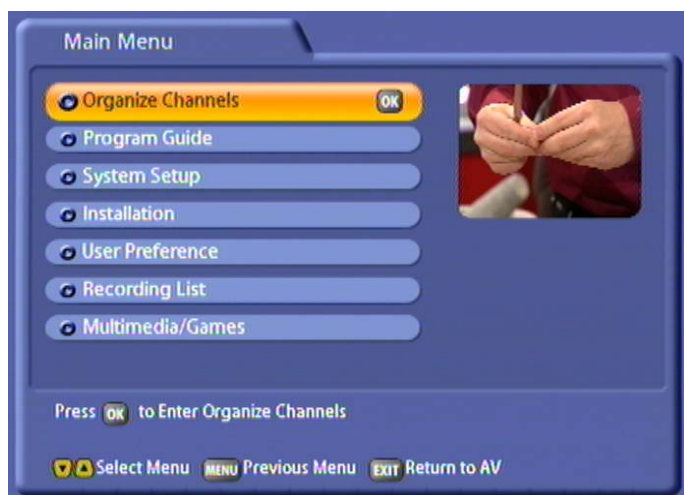 Main Menu
Organize Channels OK
Program Guide
System Setup
Installation
User Preference
Recording List
Multimedia/Games
Press OK to Enter Organize Channels
Select Menu MENU Previous Menu EXIT Return to AV